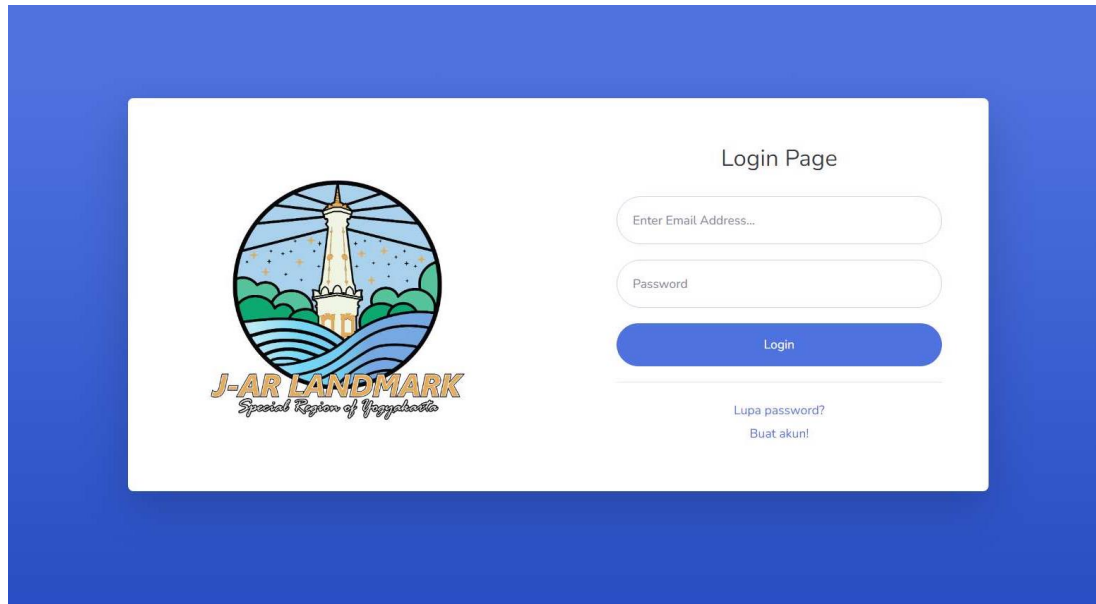 Login Page
Enter Email Address...
Password
Login
Lupa password?
Buat akun!
J-AR LANDMARK
Special Region of Yogyakarta